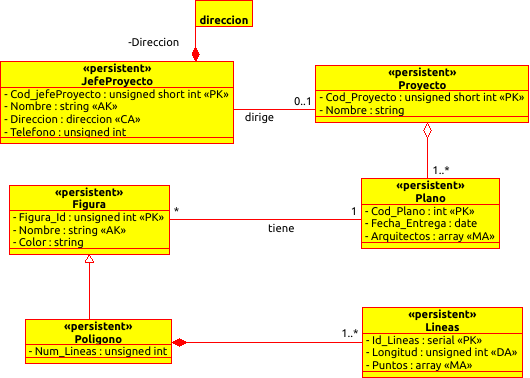 direccion
-Direccion
«persistent»
JefeProyecto
- Cod_jefeProyecto : unsigned short int «PK»
- Nombre : string «AK»
- Direccion : direccion «CA»
- Telefono : unsigned int
dirige
0..1
«persistent»
Proyecto
- Cod_Proyecto : unsigned short int «PK»
- Nombre : string
1..*
«persistent»
Figura
- Figura_Id : unsigned int «PK»
- Nombre : string «AK»
- Color : string
*
tiene
1
«persistent»
Plano
- Cod_Plano : int «PK»
- Fecha_Entrega : date
- Arquitectos : array «MA»
«persistent»
Poligono
- Num_Lineas : unsigned int
1..*
«persistent»
Lineas
- Id_Lineas : serial «PK»
- Longitud : unsigned int «DA»
- Puntos : array «MA»